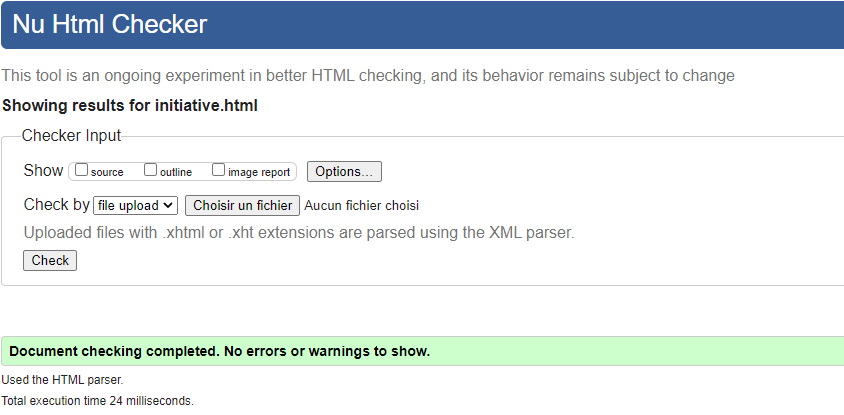 Nu Html Checker
This tool is an ongoing experiment in better HTML checking, and its behavior remains subject to change
Showing results for initiative.html
Checker Input
Show source outline image report Options...
Check by file upload Choisir un fichier Aucun fichier choisi
Uploaded files with .xhtml or .xht extensions are parsed using the XML parser.
Check
Document checking completed. No errors or warnings to show.
Used the HTML parser.
Total execution time 24 milliseconds.